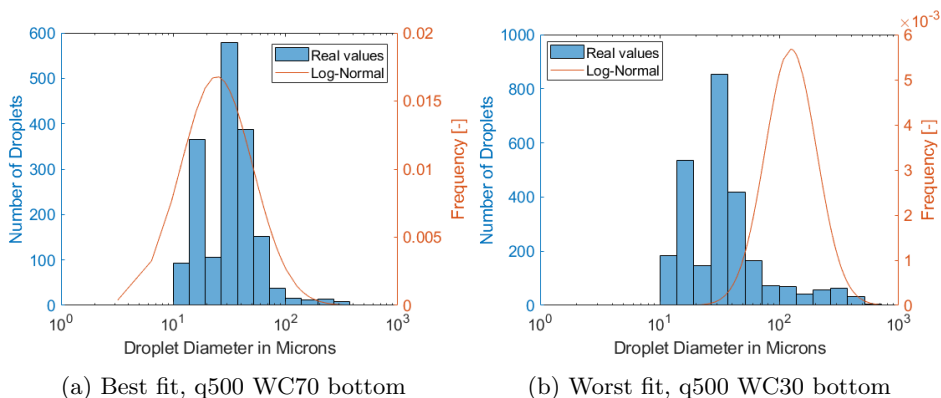 600
500
400
300
200
100
0
Number of Droplets
10^0
10^1
10^2
10^3
Droplet Diameter in Microns
0.02
0.015
0.01
0.005
0
Frequency [-]
Real values
Log-Normal
(a) Best fit, q500 WC70 bottom
1000
800
600
400
200
0
Number of Droplets
10^0
10^1
10^2
10^3
Droplet Diameter in Microns
×10^-3
6
5
4
3
2
1
0
Frequency [-]
Real values
Log-Normal
(b) Worst fit, q500 WC30 bottom